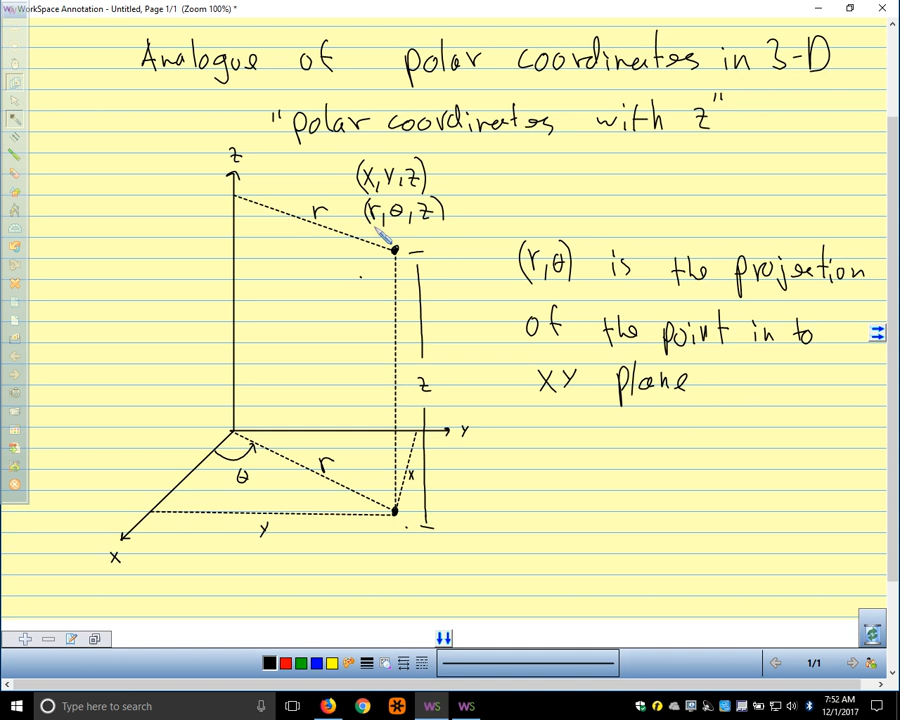 WorkSpace Annotation - Untitled, Page 1/1 (Zoom 100%) *
Analogue of polar coordinates in 3-D
"polar coordinates with z"
z
(x, y, z)
(r, θ, z)
r
(r, θ) is the projection
of the point in to
XY plane
z
y
θ
r
x
y
x
1/1
Type here to search
WS
WS
7:52 AM
12/1/2017